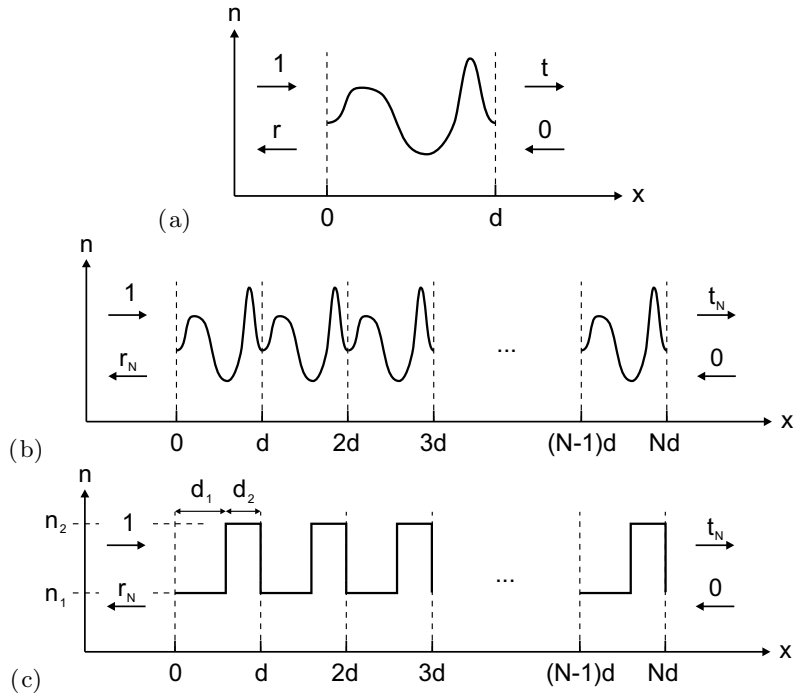 n
1
t
r
0
0
d
x
(a)
n
1
t_N
r_N
0
...
0
d
2d
3d
(N-1)d
Nd
x
(b)
n
d_1
d_2
n_2
1
t_N
n_1
r_N
0
...
0
d
2d
3d
(N-1)d
Nd
x
(c)